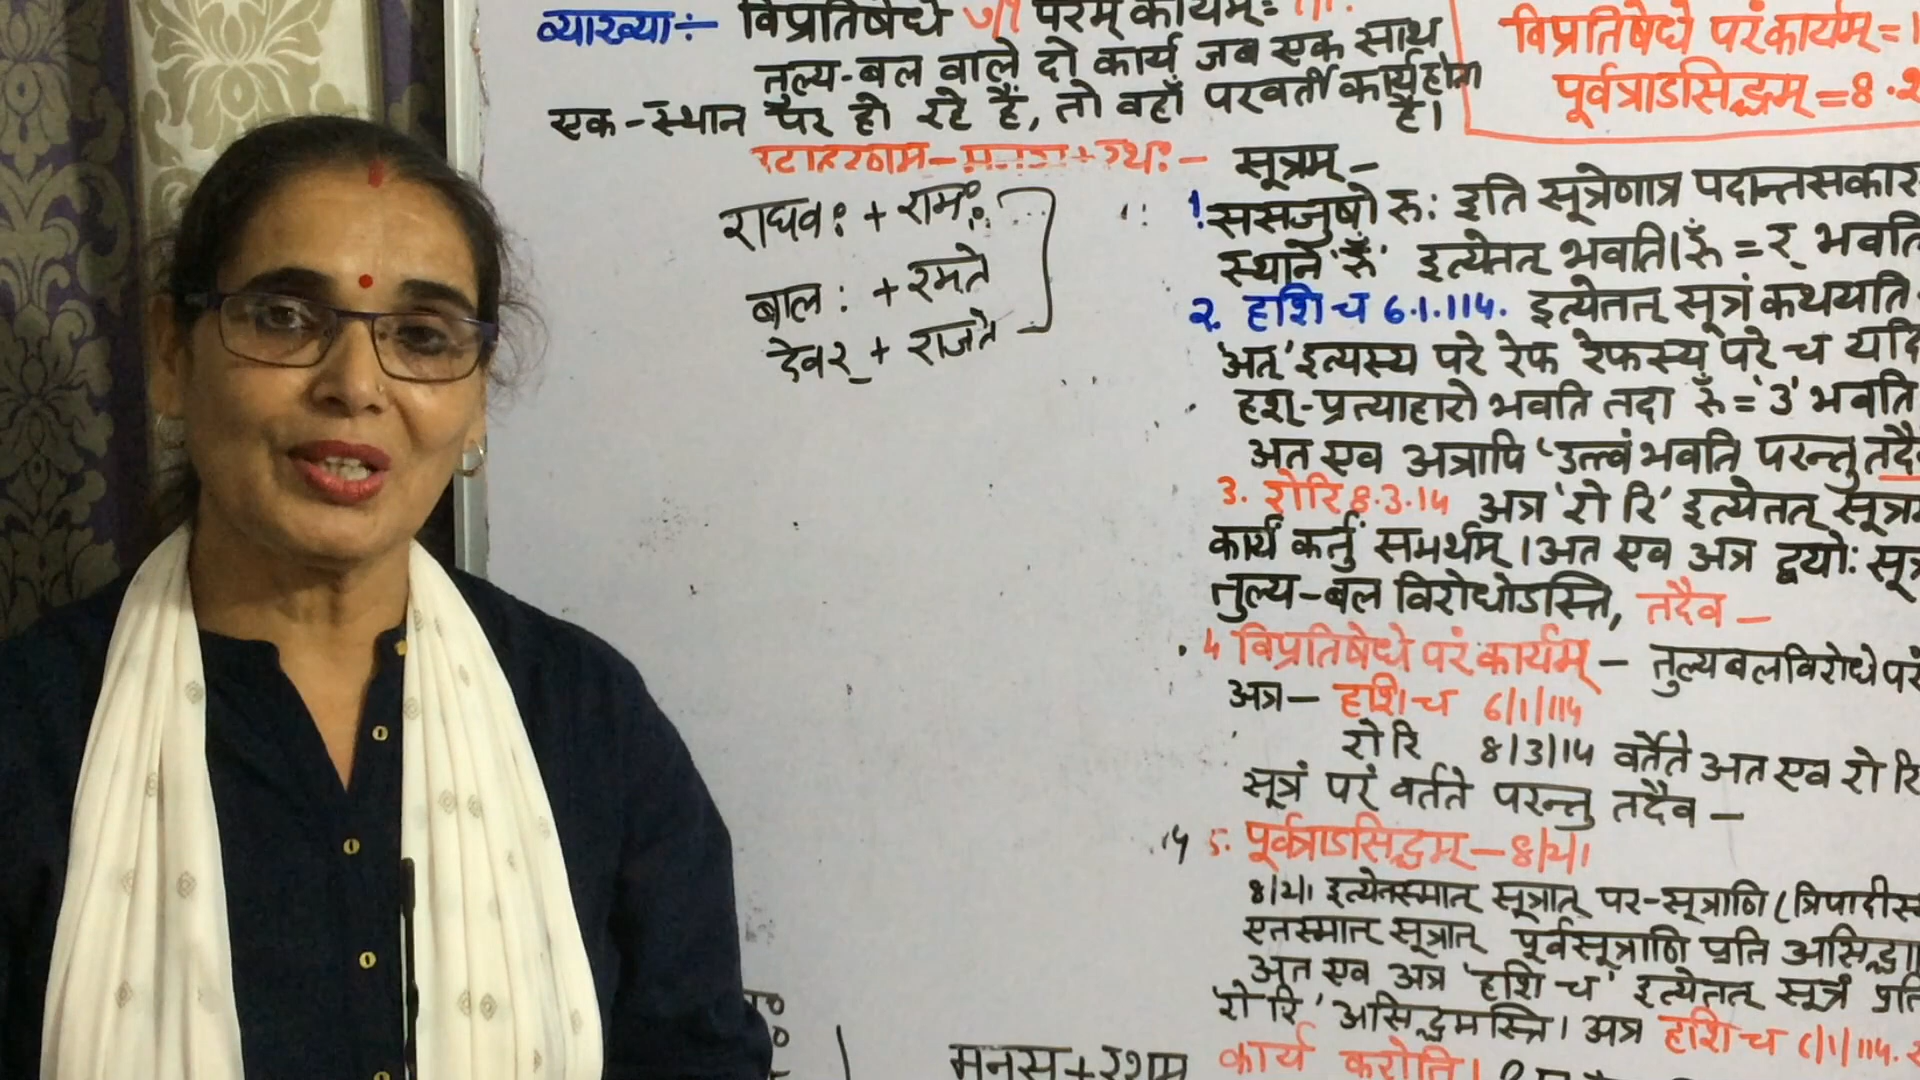 व्याख्या:- विप्रतिषेधे परम् कार्यम्
तुल्य-बल वाले दो कार्य जब एक साथ
एक-स्थान पर हो रहे हैं, तो वहाँ परवर्ती कार्य होता
है।
विप्रतिषेधे परंकार्यम् = 1
पूर्वत्राऽसिद्धम् = 8.2
राघवः + रामः
बालः + रमते
देवर् + राजते
सूत्रम् -
1. ससजुषो रुः इति सूत्रेणात्र पदान्तसकार
स्थाने 'रुँ' इत्येतत् भवति। रुँ = र् भवति
2. हशि च 6.1.114. इत्येतत् सूत्रं कथयति
'अत्' इत्यस्य परे रेफ रेफस्य परे च यदि
हश्-प्रत्याहारो भवति तदा रुँ = 'उ' भवति
अत एव अत्रापि 'उत्त्वं भवति परन्तु तदै
3. रो रि 8.3.14 अत्र 'रो रि' इत्येतत् सूत्रम
कार्यं कर्तुं समर्थम्। अत एव अत्र द्वयोः सूत्र
तुल्य-बल विरोधोऽस्ति, तदैव -
4 विप्रतिषेधे परं कार्यम् - तुल्यबलविरोधे परं
अत्र- हशि च 6/1/114
रो रि 8/3/14 वर्तेते अत एव रो रि
सूत्रं परं वर्तते परन्तु तदैव -
5. पूर्वत्राऽसिद्धम् - 8/2/1
8/2/1 इत्येतस्मात् सूत्रात् पर-सूत्राणि (त्रिपादीस्
एतस्मात् सूत्रात् पूर्वसूत्राणि प्रति असिद्धा
अत एव अत्र 'हशि च' इत्येतत् सूत्रं प्रति
'रो रि' असिद्धमस्ति। अत्र हशि च 6/1/114.
मनस + रथम कार्यं करोति।